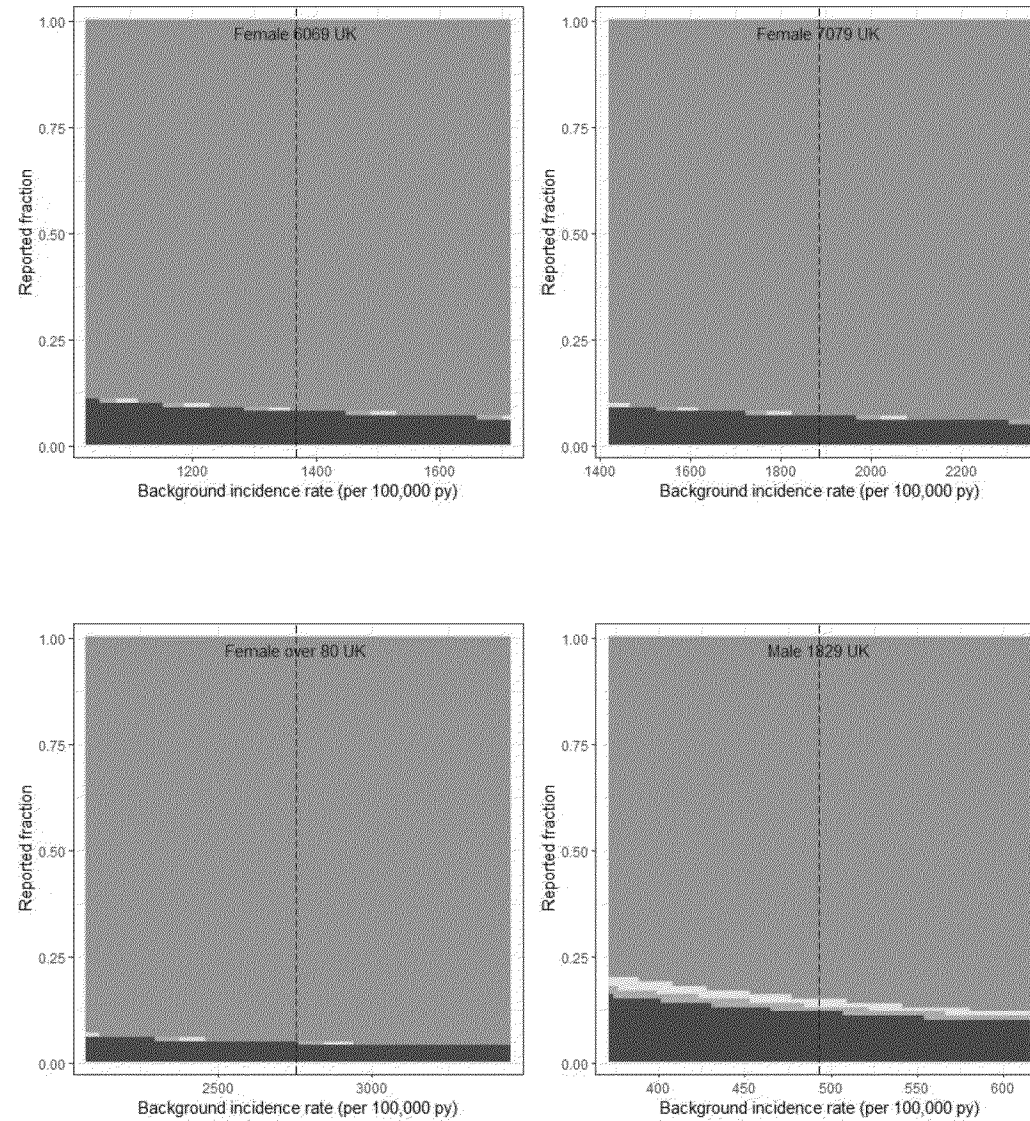 Female 6069 UK
Reported fraction
1.00
0.75
0.50
0.25
0.00
1200 1400 1600
Background incidence rate (per 100,000 py)
Female 7079 UK
Reported fraction
1.00
0.75
0.50
0.25
0.00
1400 1600 1800 2000 2200
Background incidence rate (per 100,000 py)
Female over 80 UK
Reported fraction
1.00
0.75
0.50
0.25
0.00
2500 3000
Background incidence rate (per 100,000 py)
Male 1829 UK
Reported fraction
1.00
0.75
0.50
0.25
0.00
400 450 500 550 600
Background incidence rate (per 100,000 py)